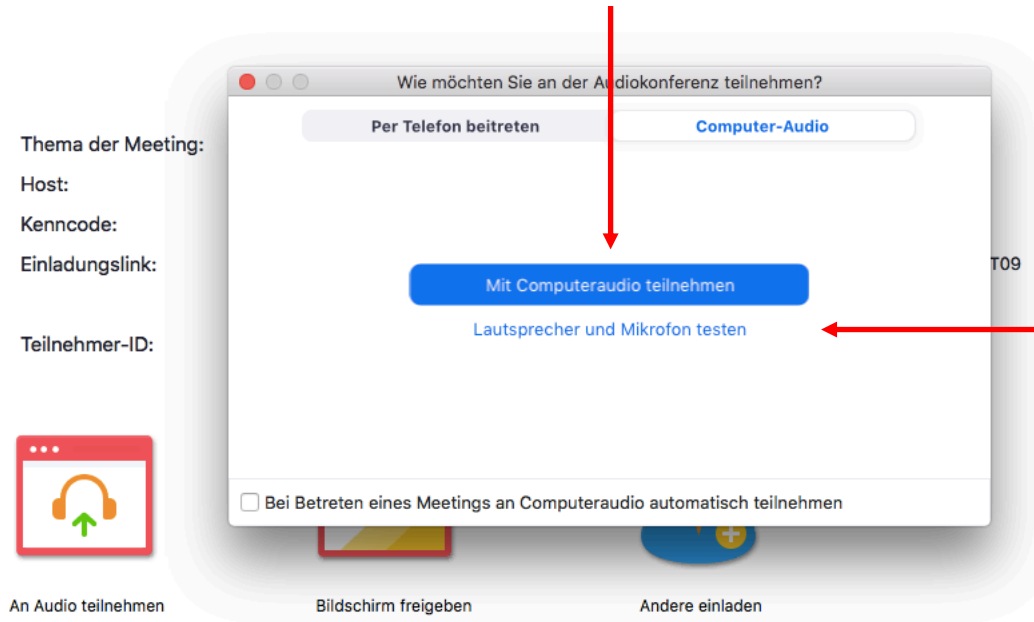 Wie möchten Sie an der Audiokonferenz teilnehmen?
Per Telefon beitreten
Computer-Audio
Thema der Meeting:
Host:
Kenncode:
Einladungslink:
T09
Mit Computeraudio teilnehmen
Lautsprecher und Mikrofon testen
Teilnehmer-ID:
Bei Betreten eines Meetings an Computeraudio automatisch teilnehmen
An Audio teilnehmen
Bildschirm freigeben
Andere einladen